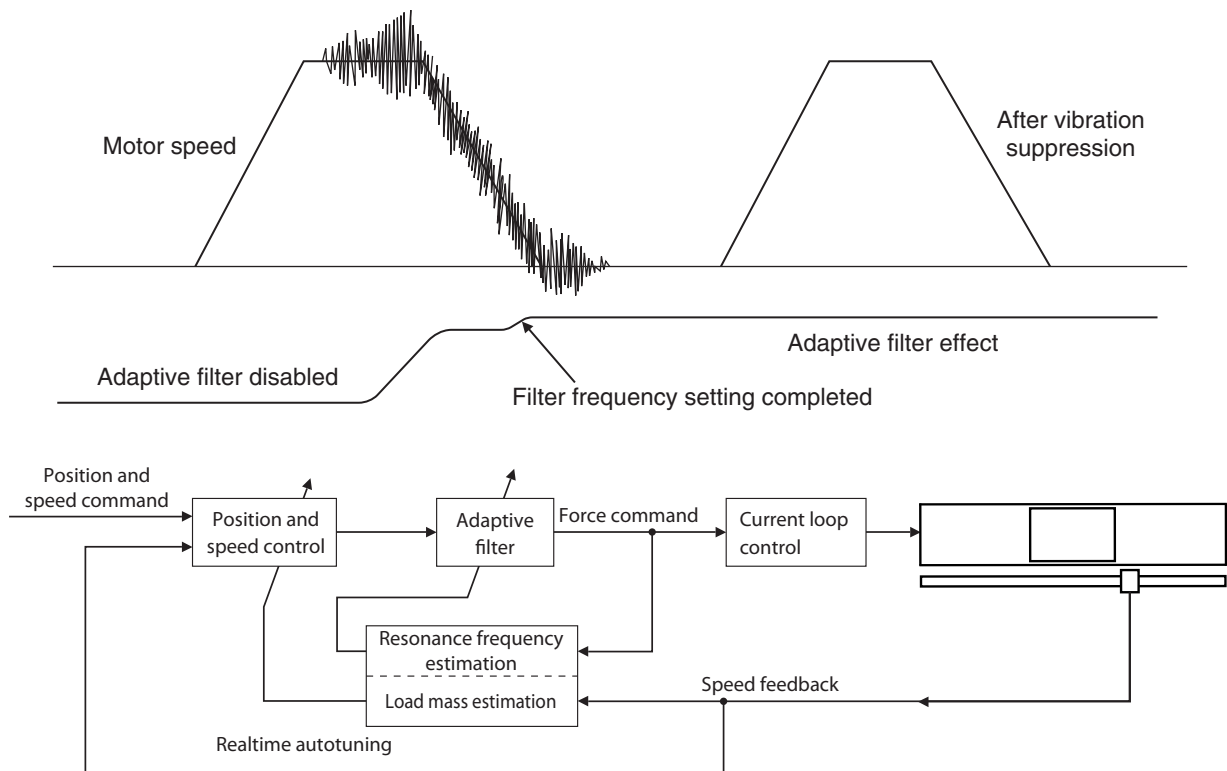 Motor speed
After vibration
suppression
Adaptive filter effect
Adaptive filter disabled
Filter frequency setting completed
Position and
speed command
Position and
speed control
Adaptive
filter
Force command
Current loop
control
Resonance frequency
estimation
Load mass estimation
Speed feedback
Realtime autotuning